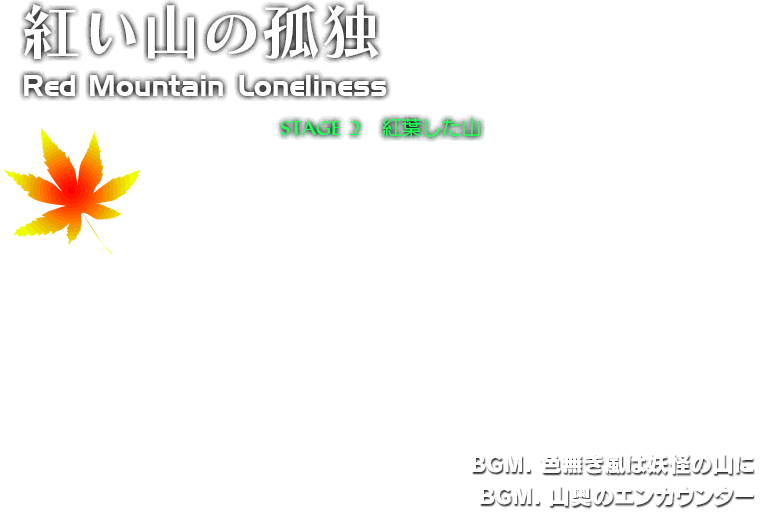 紅い山の孤独
Red Mountain Loneliness
STAGE 2　紅葉した山
BGM. 色無き風は妖怪の山に
BGM. 山奥のエンカウンター